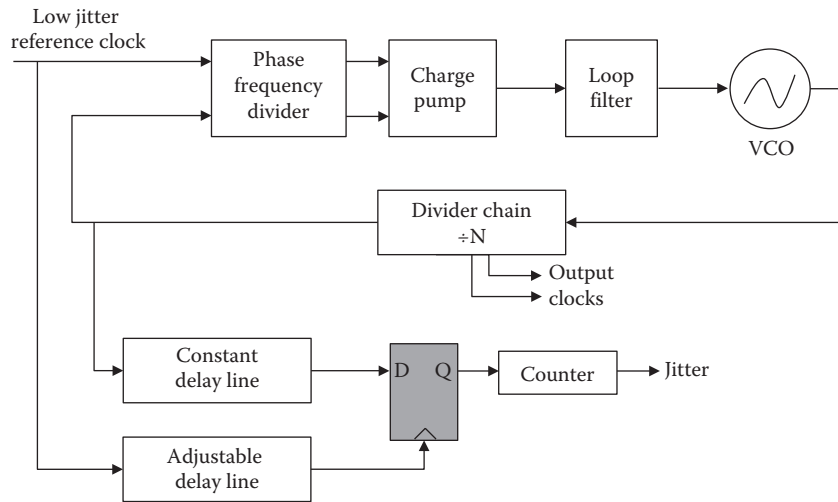 Low jitter
reference clock
Phase
frequency
divider
Charge
pump
Loop
filter
VCO
Divider chain
÷N
Output
clocks
Constant
delay line
D Q
Counter
Jitter
Adjustable
delay line